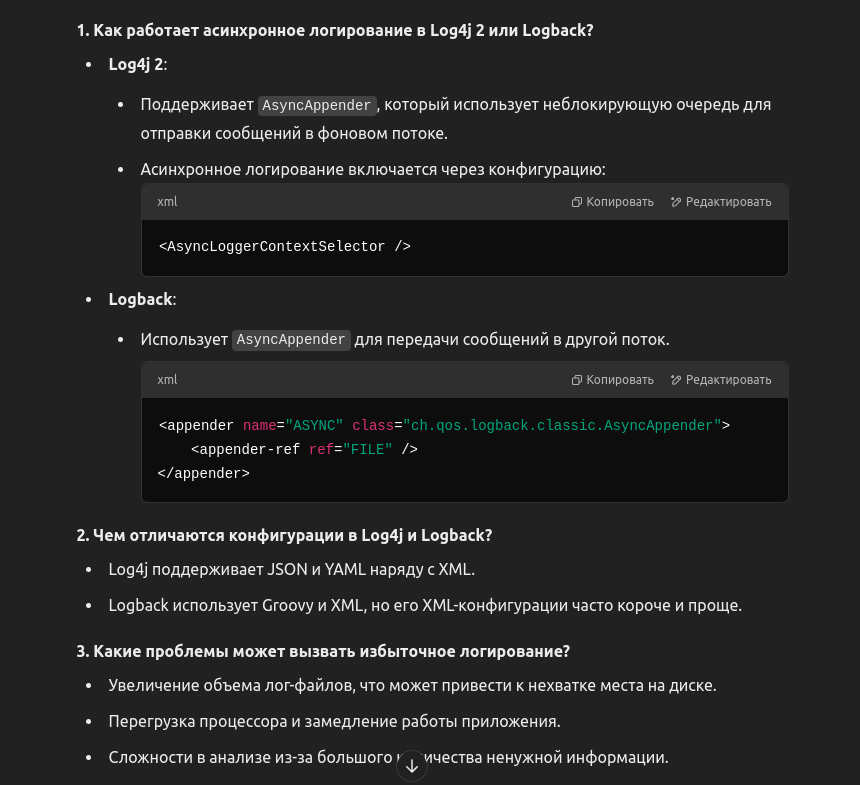 1. Как работает асинхронное логирование в Log4j 2 или Logback?
• Log4j 2:
• Поддерживает AsyncAppender, который использует неблокирующую очередь для
отправки сообщений в фоновом потоке.
• Асинхронное логирование включается через конфигурацию:
xml Копировать Редактировать
<AsyncLoggerContextSelector />
• Logback:
• Использует AsyncAppender для передачи сообщений в другой поток.
xml Копировать Редактировать
<appender name="ASYNC" class="ch.qos.logback.classic.AsyncAppender">
<appender-ref ref="FILE" />
</appender>
2. Чем отличаются конфигурации в Log4j и Logback?
• Log4j поддерживает JSON и YAML наряду с XML.
• Logback использует Groovy и XML, но его XML-конфигурации часто короче и проще.
3. Какие проблемы может вызвать избыточное логирование?
• Увеличение объема лог-файлов, что может привести к нехватке места на диске.
• Перегрузка процессора и замедление работы приложения.
• Сложности в анализе из-за большого количества ненужной информации.